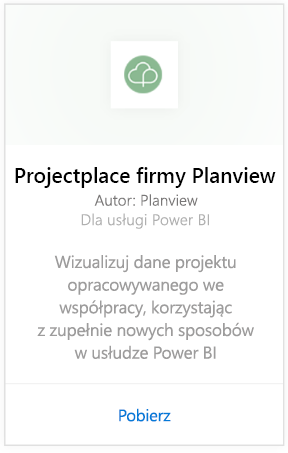 Projectplace firmy Planview
Autor: Planview
Dla usługi Power BI
Wizualizuj dane projektu
opracowywanego we
współpracy, korzystając
z zupełnie nowych sposobów
w usłudze Power BI
Pobierz